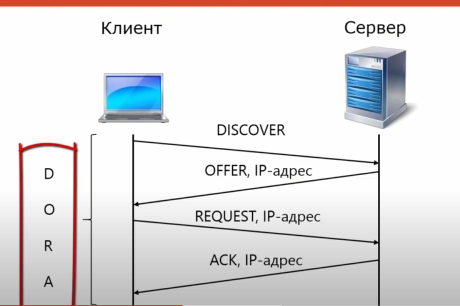 Клиент
Сервер
DISCOVER
OFFER, IP-адрес
REQUEST, IP-адрес
ACK, IP-адрес
D
O
R
A